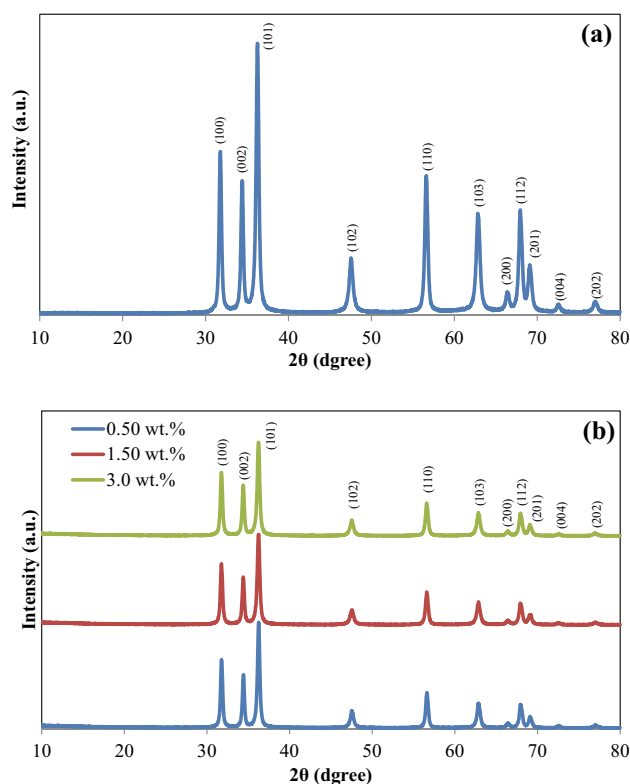 (a)
Intensity (a.u.)
(100)
(002)
(101)
(102)
(110)
(103)
(200)
(112)
(201)
(004)
(202)
10 20 30 40 50 60 70 80
2θ (dgree)
(b)
0.50 wt.%
1.50 wt.%
3.0 wt.%
Intensity (a.u.)
(100)
(002)
(101)
(102)
(110)
(103)
(200)
(112)
(201)
(004)
(202)
10 20 30 40 50 60 70 80
2θ (dgree)